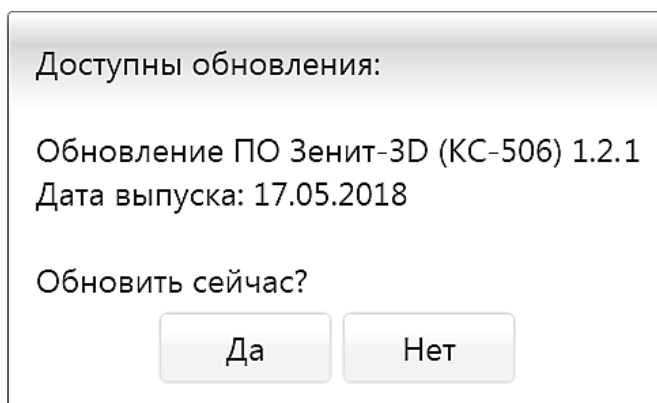 Доступны обновления:
Обновление ПО Зенит-3D (КС-506) 1.2.1
Дата выпуска: 17.05.2018
Обновить сейчас?
Да
Нет